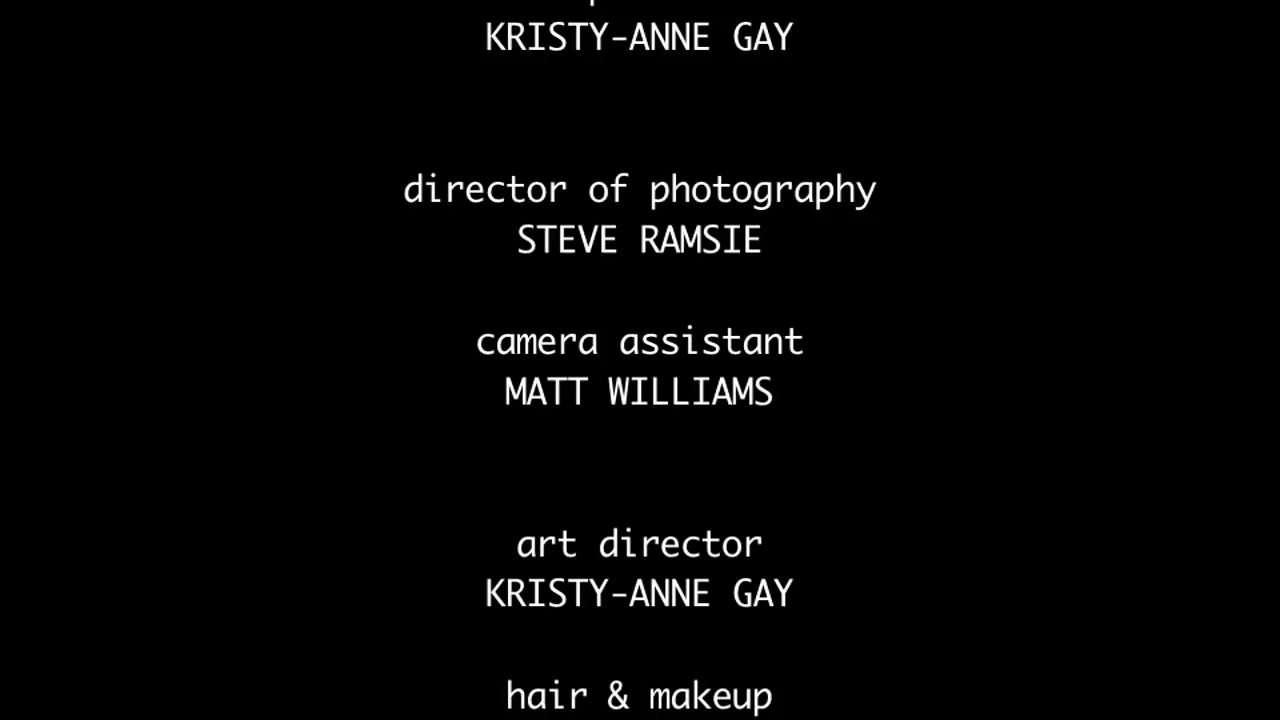 KRISTY-ANNE GAY
director of photography
STEVE RAMSIE
camera assistant
MATT WILLIAMS
art director
KRISTY-ANNE GAY
hair & makeup